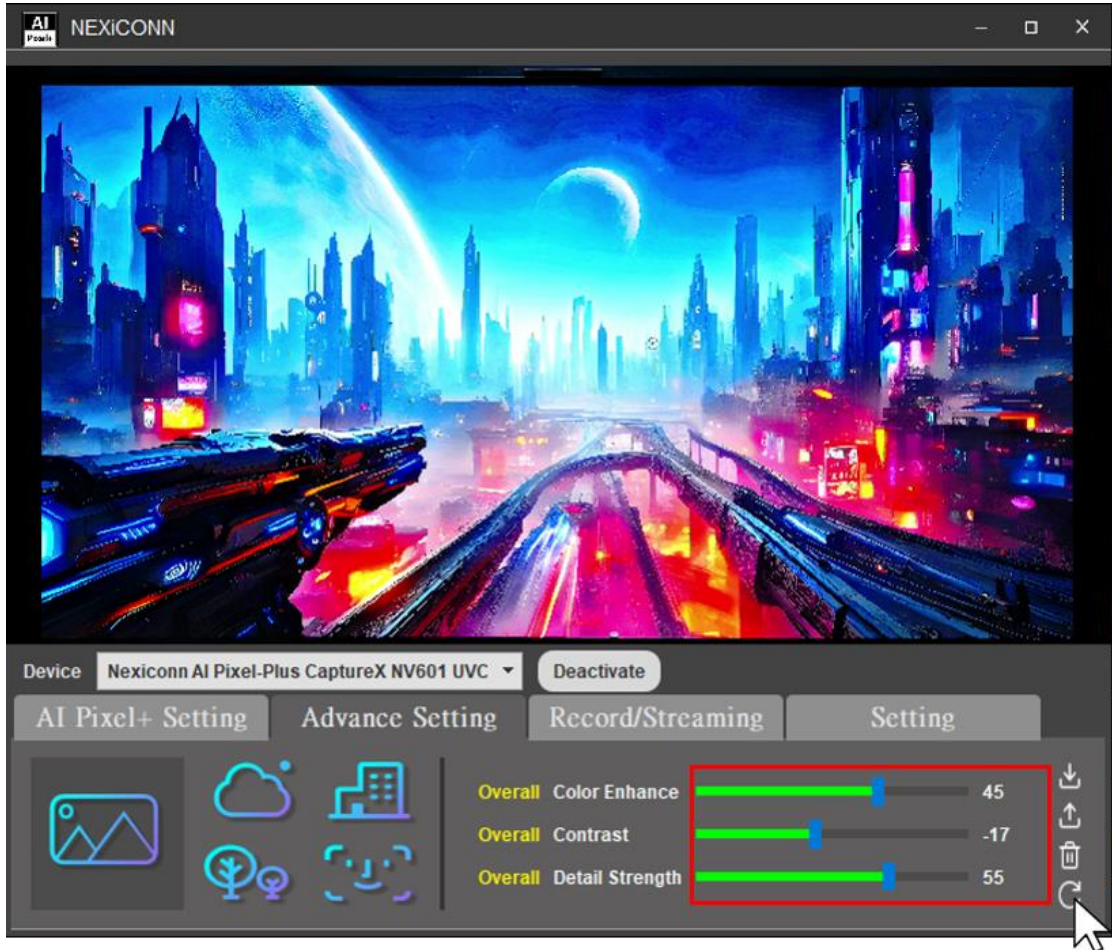 AI
NEXiCONN
Device Nexiconn AI Pixel-Plus CaptureX NV601 UVC Deactivate
AI Pixel+ Setting Advance Setting Record/Streaming Setting
Overall Color Enhance 45
Overall Contrast -17
Overall Detail Strength 55